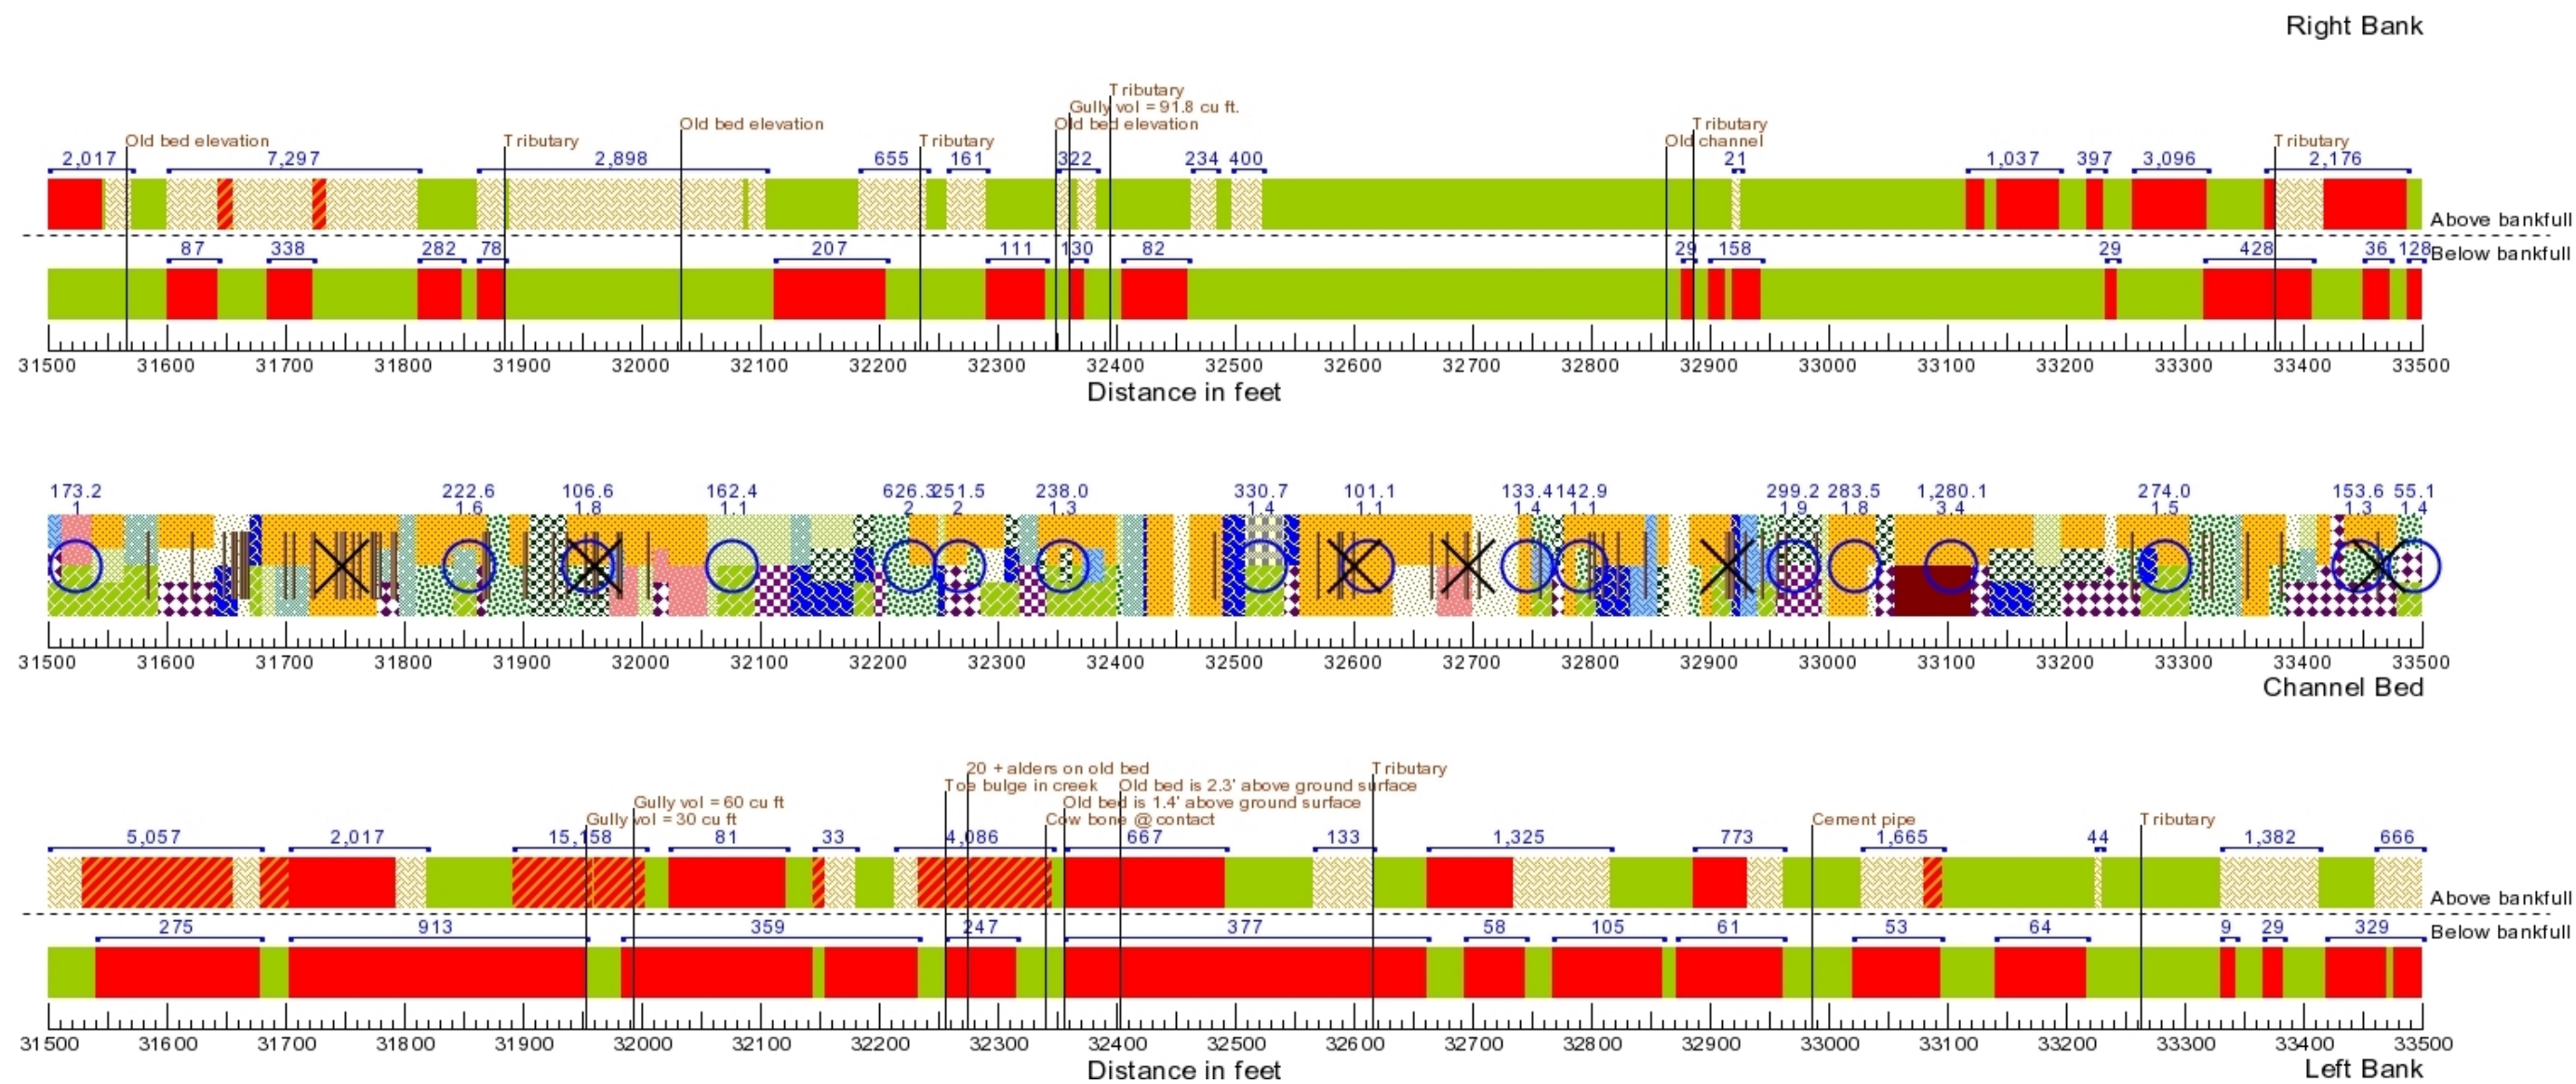 Right Bank
Tributary
Gully vol = 91.8 cu ft.
Old bed elevation Old bed elevation
Tributary
Old bed elevation Tributary Tributary Old channel Tributary
2,017 7,297 2,898 655 161 322 234 400 21 1,037 397 3,096 2,176
Above bankfull
87 338 282 78 207 111 130 82 29 158 29 428 36 128 Below bankfull
31500 31600 31700 31800 31900 32000 32100 32200 32300 32400 32500 32600 32700 32800 32900 33000 33100 33200 33300 33400 33500
Distance in feet
173.2 222.6 106.6 162.4 626.3 251.5 238.0 330.7 101.1 133.4 142.9 299.2 283.5 1,280.1 274.0 153.6 55.1
1 1.6 1.8 1.1 2 2 1.3 1.4 1.1 1.4 1.1 1.9 1.8 3.4 1.5 1.3 1.4
31500 31600 31700 31800 31900 32000 32100 32200 32300 32400 32500 32600 32700 32800 32900 33000 33100 33200 33300 33400 33500
Channel Bed
20 + alders on old bed Tributary
Toe bulge in creek Old bed is 2.3' above ground surface
Gully vol = 60 cu ft Old bed is 1.4' above ground surface
Gully vol = 30 cu ft Cow bone @ contact Cement pipe Tributary
5,057 2,017 15,158 81 33 4,086 667 133 1,325 773 1,665 44 1,382 666
Above bankfull
275 913 359 247 377 58 105 61 53 64 9 29 329 Below bankfull
31500 31600 31700 31800 31900 32000 32100 32200 32300 32400 32500 32600 32700 32800 32900 33000 33100 33200 33300 33400 33500
Distance in feet Left Bank